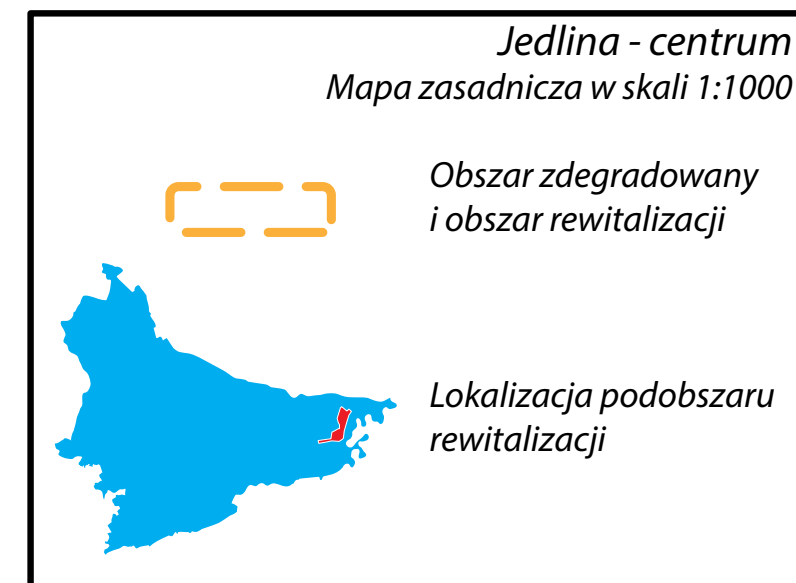 Jedlina - centrum
Mapa zasadnicza w skali 1:1000
Obszar zdegradowany
i obszar rewitalizacji
Lokalizacja podobszaru
rewitalizacji